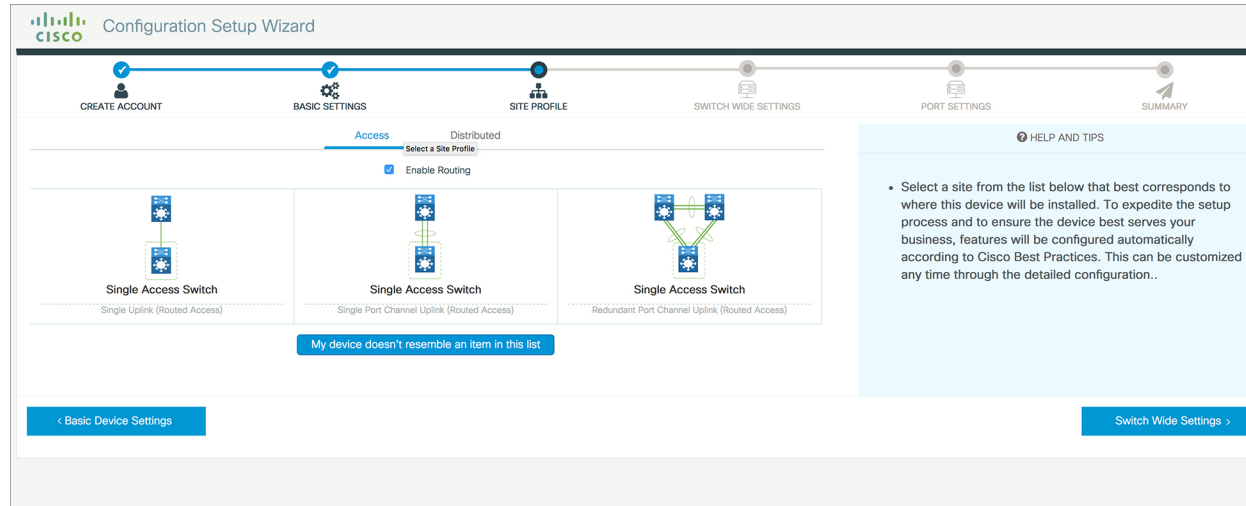 CISCO
Configuration Setup Wizard
CREATE ACCOUNT
BASIC SETTINGS
SITE PROFILE
SWITCH WIDE SETTINGS
PORT SETTINGS
SUMMARY
Access
Distributed
Select a Site Profile
Enable Routing
Single Access Switch
Single Uplink (Routed Access)
Single Access Switch
Single Port Channel Uplink (Routed Access)
Single Access Switch
Redundant Port Channel Uplink (Routed Access)
My device doesn't resemble an item in this list
HELP AND TIPS
• Select a site from the list below that best corresponds to
where this device will be installed. To expedite the setup
process and to ensure the device best serves your
business, features will be configured automatically
according to Cisco Best Practices. This can be customized
any time through the detailed configuration..
‹ Basic Device Settings
Switch Wide Settings ›